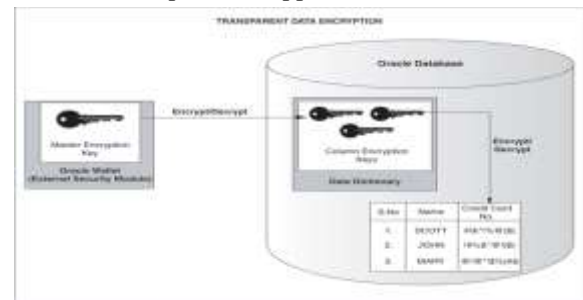 TRANSPARENT DATA ENCRYPTION
Oracle Database
Encrypt/Decrypt
Master Encryption
Key
Oracle Wallet
(External Security Module)
Column Encryption
Keys
Data Dictionary
Encrypt/
Decrypt
S.No Name Credit Card
No.
1. SCOTT
2. JOHN
3. MARY